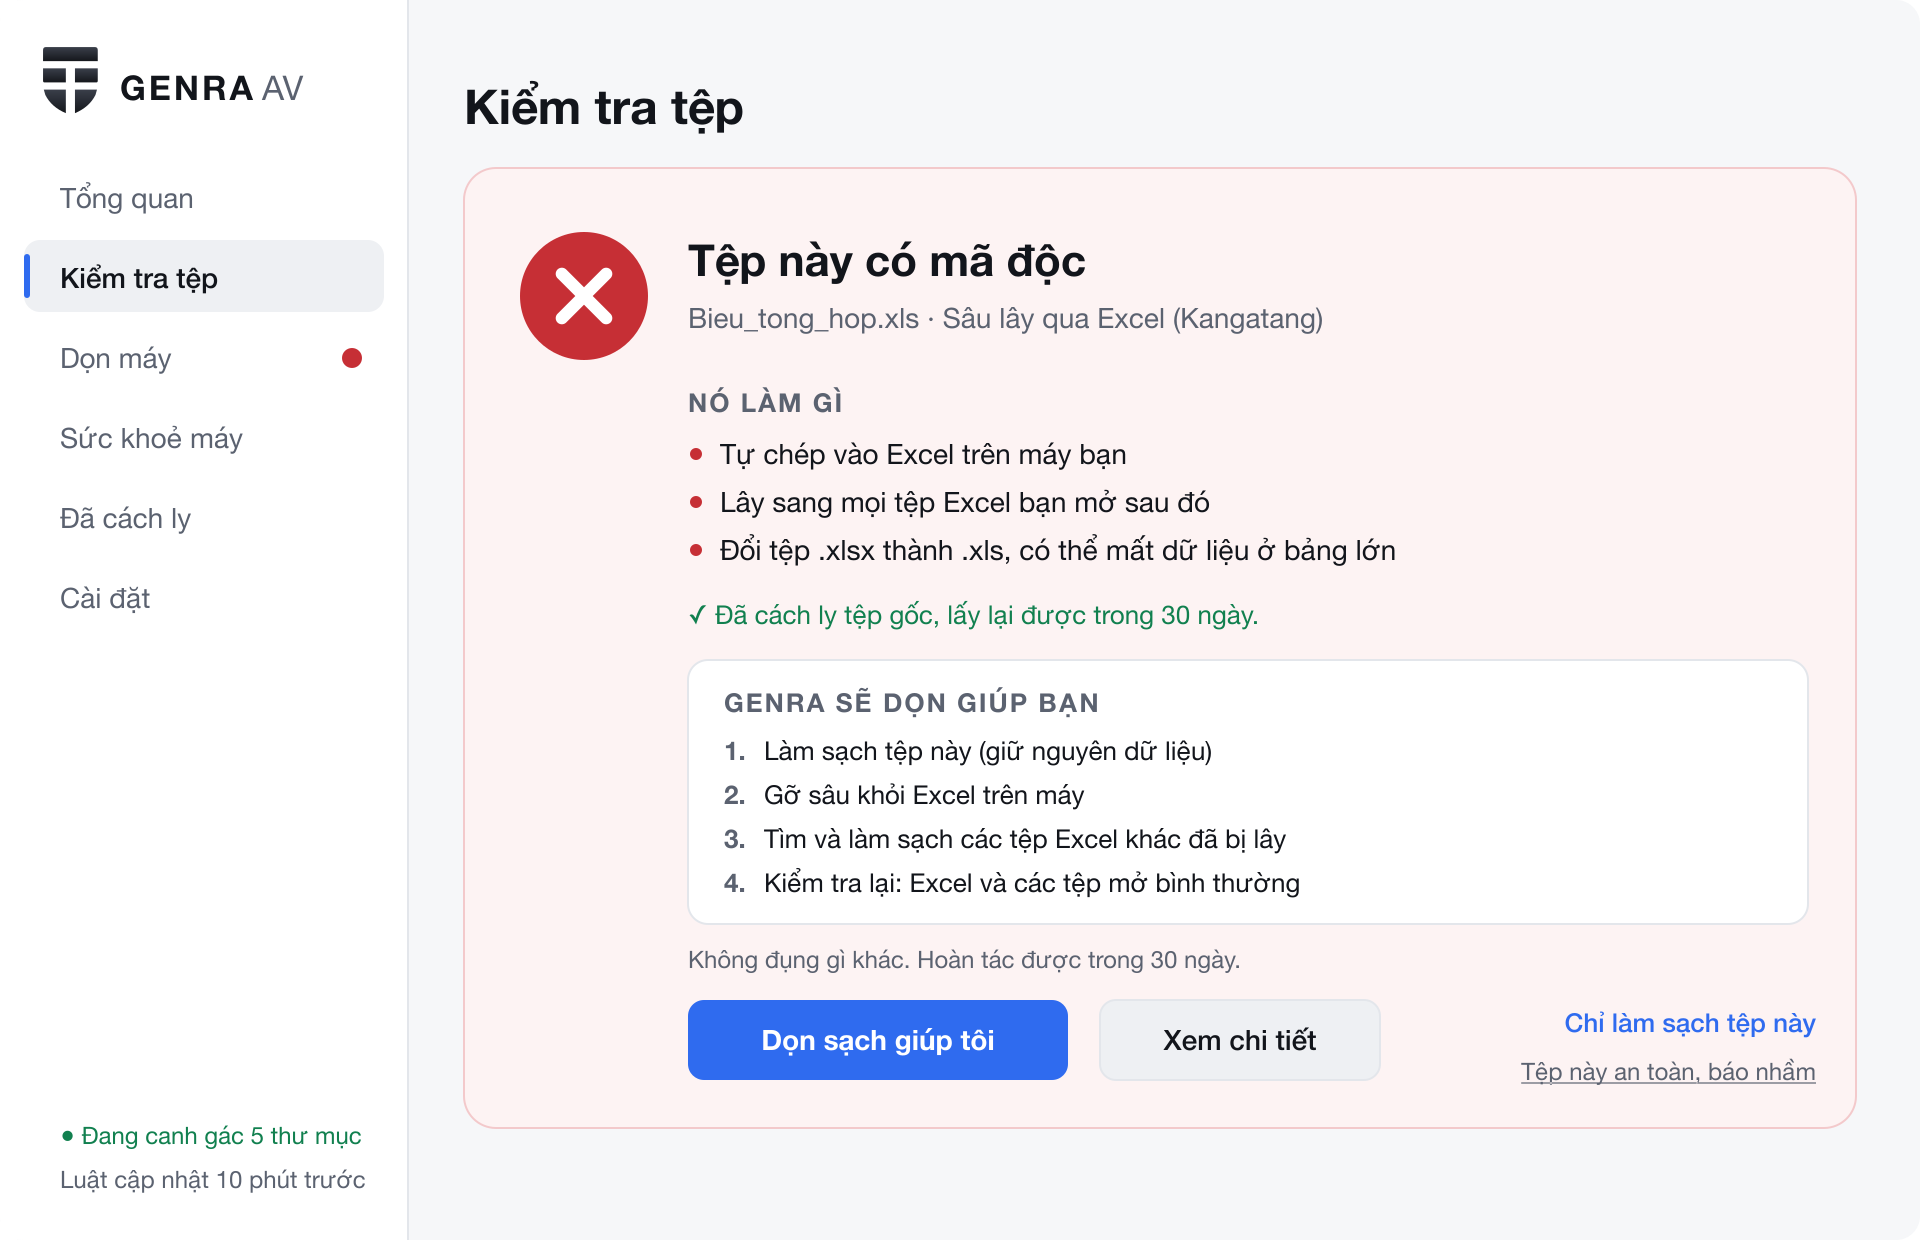 GENRA AV
Tổng quan
Kiểm tra tệp
Dọn máy
Sức khoẻ máy
Đã cách ly
Cài đặt
• Đang canh gác 5 thư mục
Luật cập nhật 10 phút trước
Kiểm tra tệp
Tệp này có mã độc
Bieu_tong_hop.xls · Sâu lây qua Excel (Kangatang)
NÓ LÀM GÌ
• Tự chép vào Excel trên máy bạn
• Lây sang mọi tệp Excel bạn mở sau đó
• Đổi tệp .xlsx thành .xls, có thể mất dữ liệu ở bảng lớn
✓ Đã cách ly tệp gốc, lấy lại được trong 30 ngày.
GENRA SẼ DỌN GIÚP BẠN
1. Làm sạch tệp này (giữ nguyên dữ liệu)
2. Gỡ sâu khỏi Excel trên máy
3. Tìm và làm sạch các tệp Excel khác đã bị lây
4. Kiểm tra lại: Excel và các tệp mở bình thường
Không đụng gì khác. Hoàn tác được trong 30 ngày.
Dọn sạch giúp tôi
Xem chi tiết
Chỉ làm sạch tệp này
Tệp này an toàn, báo nhầm